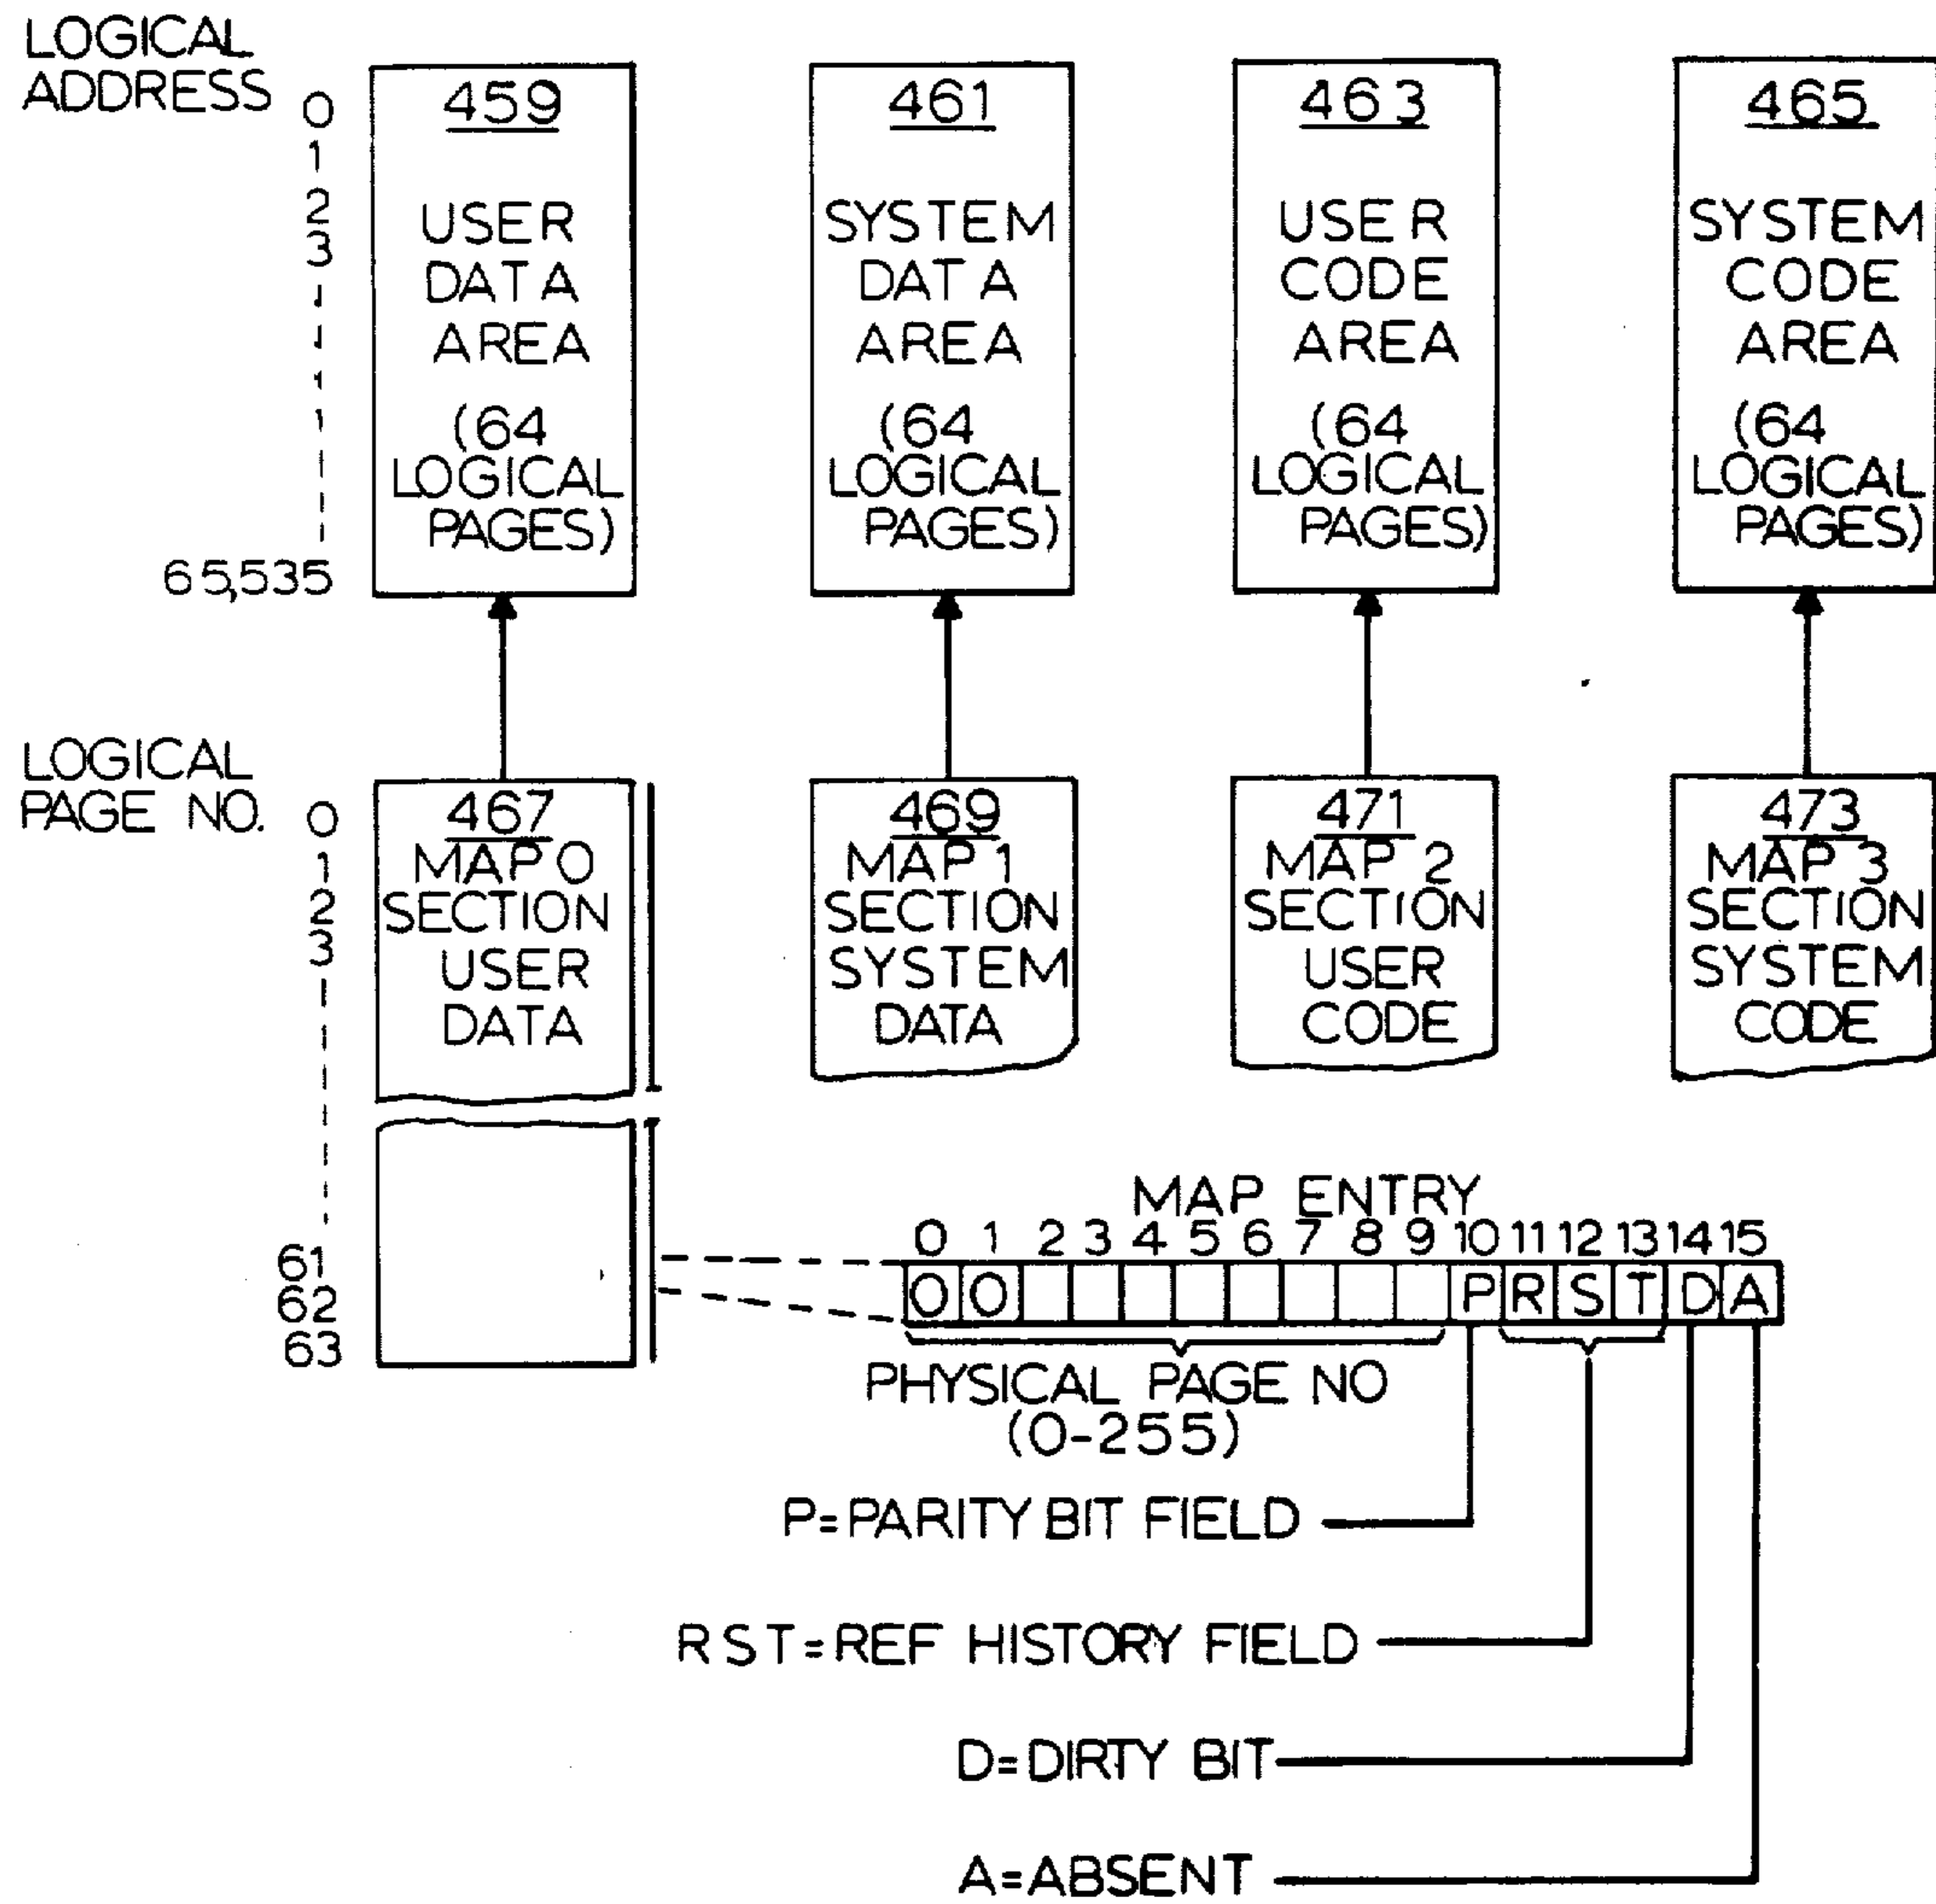 LOGICAL
ADDRESS
0
1
2
3
65,535
459
USER
DATA
AREA
(64
LOGICAL
PAGES)
461
SYSTEM
DATA
AREA
(64
LOGICAL
PAGES)
463
USER
CODE
AREA
(64
LOGICAL
PAGES)
465
SYSTEM
CODE
AREA
(64
LOGICAL
PAGES)
LOGICAL
PAGE NO.
0
1
2
3
61
62
63
467
MAP 0
SECTION
USER
DATA
469
MAP 1
SECTION
SYSTEM
DATA
471
MAP 2
SECTION
USER
CODE
473
MAP 3
SECTION
SYSTEM
CODE
MAP ENTRY
0 1 2 3 4 5 6 7 8 9 10 11 12 13 14 15
0 0 P R S T D A
PHYSICAL PAGE NO
(0-255)
P=PARITY BIT FIELD
R S T=REF HISTORY FIELD
D=DIRTY BIT
A=ABSENT